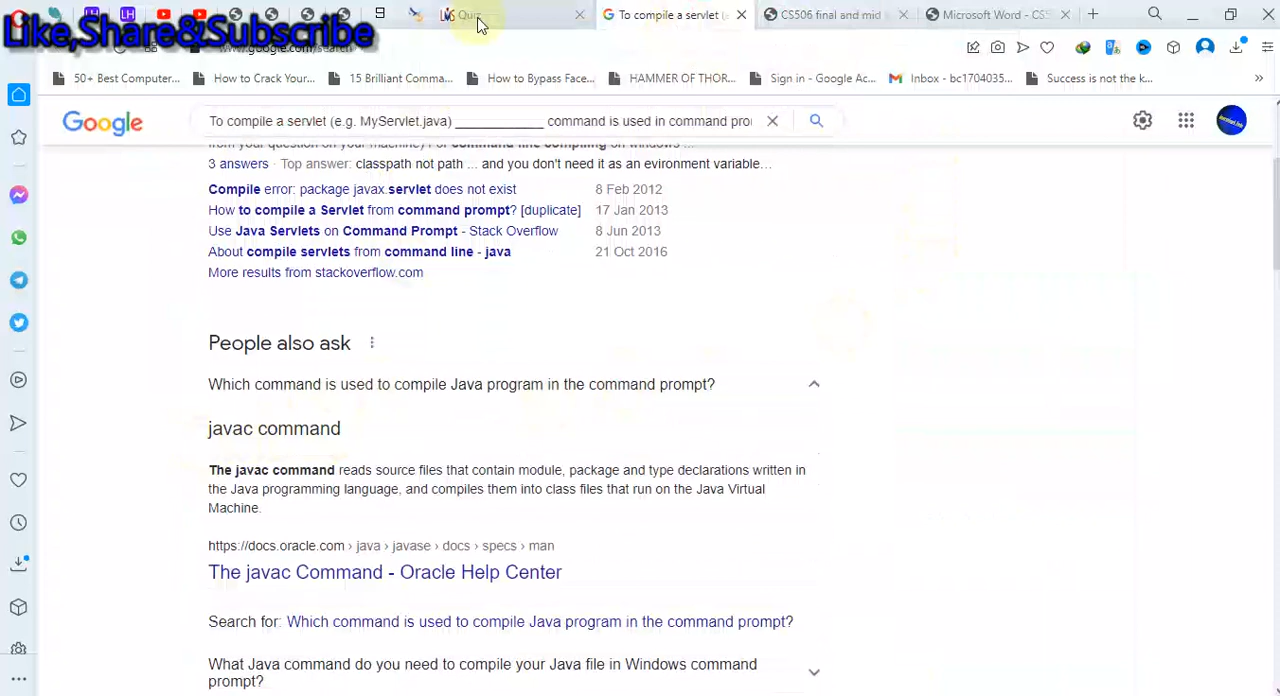 Quiz
To compile a servlet (
CS506 final and mid
Microsoft Word - CS5
Like,Share&Subscribe
www.google.com/search
50+ Best Computer...
How to Crack Your...
15 Brilliant Comma...
How to Bypass Face...
HAMMER OF THOR...
Sign in - Google Ac...
Inbox - bc1704035...
Success is not the k...
»
Google
To compile a servlet (e.g. MyServlet.java) ____________ command is used in command pro
3 answers · Top answer: classpath not path ... and you don't need it as an evironment variable...
Compile error: package javax.servlet does not exist 8 Feb 2012
How to compile a Servlet from command prompt? [duplicate] 17 Jan 2013
Use Java Servlets on Command Prompt - Stack Overflow 8 Jun 2013
About compile servlets from command line - java 21 Oct 2016
More results from stackoverflow.com
People also ask
Which command is used to compile Java program in the command prompt?
javac command
The javac command reads source files that contain module, package and type declarations written in
the Java programming language, and compiles them into class files that run on the Java Virtual
Machine.
https://docs.oracle.com › java › javase › docs › specs › man
The javac Command - Oracle Help Center
Search for: Which command is used to compile Java program in the command prompt?
What Java command do you need to compile your Java file in Windows command
prompt?